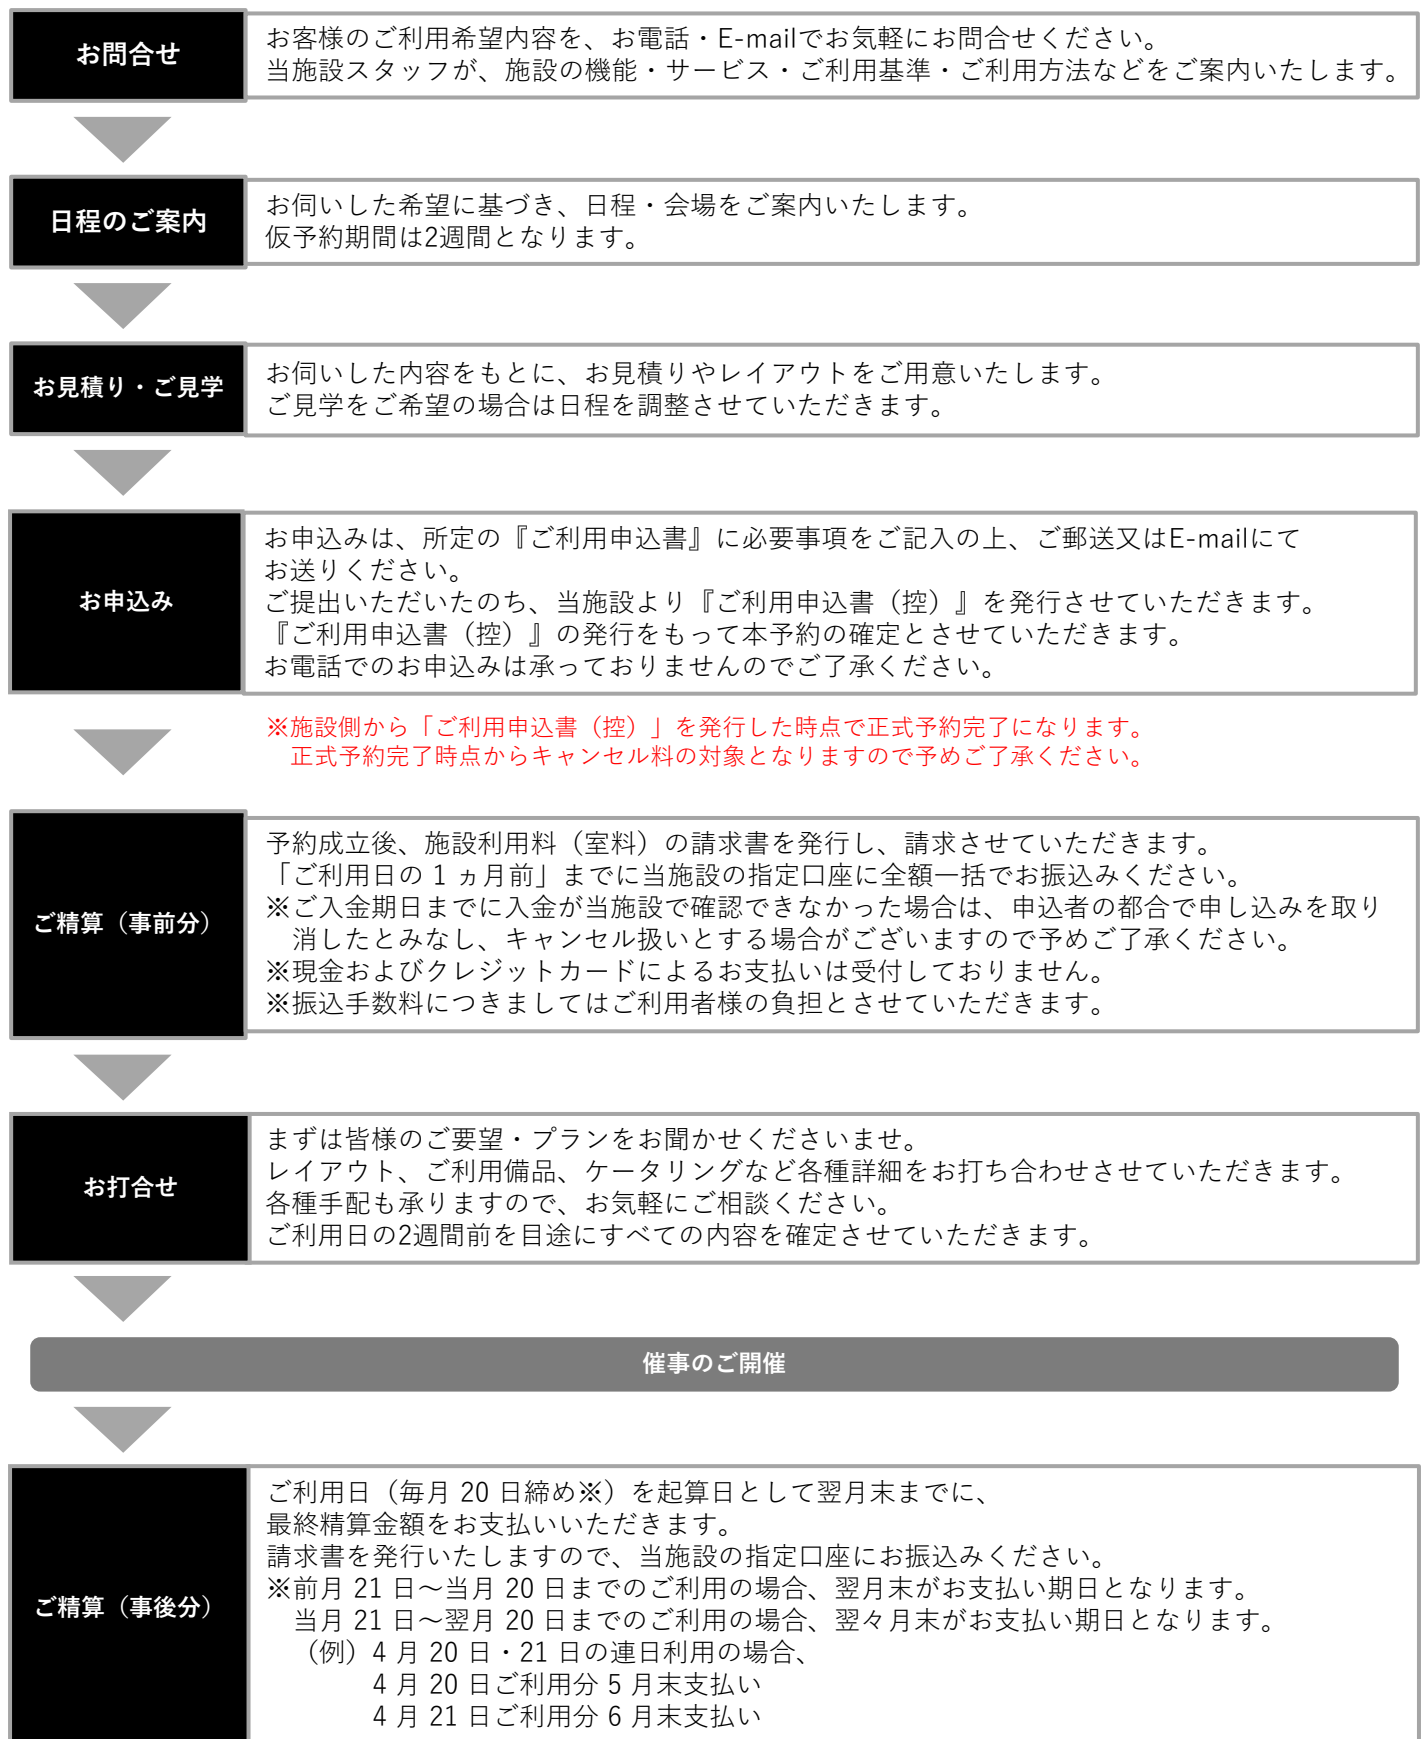 お問合せ
お客様のご利用希望内容を、お電話・E-mailでお気軽にお問合せください。
当施設スタッフが、施設の機能・サービス・ご利用基準・ご利用方法などをご案内いたします。
日程のご案内
お伺いした希望に基づき、日程・会場をご案内いたします。
仮予約期間は2週間となります。
お見積り・ご見学
お伺いした内容をもとに、お見積りやレイアウトをご用意いたします。
ご見学をご希望の場合は日程を調整させていただきます。
お申込み
お申込みは、所定の『ご利用申込書』に必要事項をご記入の上、ご郵送又はE-mailにて
お送りください。
ご提出いただいたのち、当施設より『ご利用申込書（控）』を発行させていただきます。
『ご利用申込書（控）』の発行をもって本予約の確定とさせていただきます。
お電話でのお申込みは承っておりませんのでご了承ください。
※施設側から「ご利用申込書（控）」を発行した時点で正式予約完了になります。
正式予約完了時点からキャンセル料の対象となりますので予めご了承ください。
ご精算（事前分）
予約成立後、施設利用料（室料）の請求書を発行し、請求させていただきます。
「ご利用日の 1 ヵ月前」までに当施設の指定口座に全額一括でお振込みください。
※ご入金期日までに入金が当施設で確認できなかった場合は、申込者の都合で申し込みを取り
消したとみなし、キャンセル扱いとする場合がございますので予めご了承ください。
※現金およびクレジットカードによるお支払いは受付しておりません。
※振込手数料につきましてはご利用者様の負担とさせていただきます。
お打合せ
まずは皆様のご要望・プランをお聞かせくださいませ。
レイアウト、ご利用備品、ケータリングなど各種詳細をお打ち合わせさせていただきます。
各種手配も承りますので、お気軽にご相談ください。
ご利用日の2週間前を目途にすべての内容を確定させていただきます。
催事のご開催
ご精算（事後分）
ご利用日（毎月 20 日締め※）を起算日として翌月末までに、
最終精算金額をお支払いいただきます。
請求書を発行いたしますので、当施設の指定口座にお振込みください。
※前月 21 日～当月 20 日までのご利用の場合、翌月末がお支払い期日となります。
当月 21 日～翌月 20 日までのご利用の場合、翌々月末がお支払い期日となります。
（例）4 月 20 日・21 日の連日利用の場合、
4 月 20 日ご利用分 5 月末支払い
4 月 21 日ご利用分 6 月末支払い